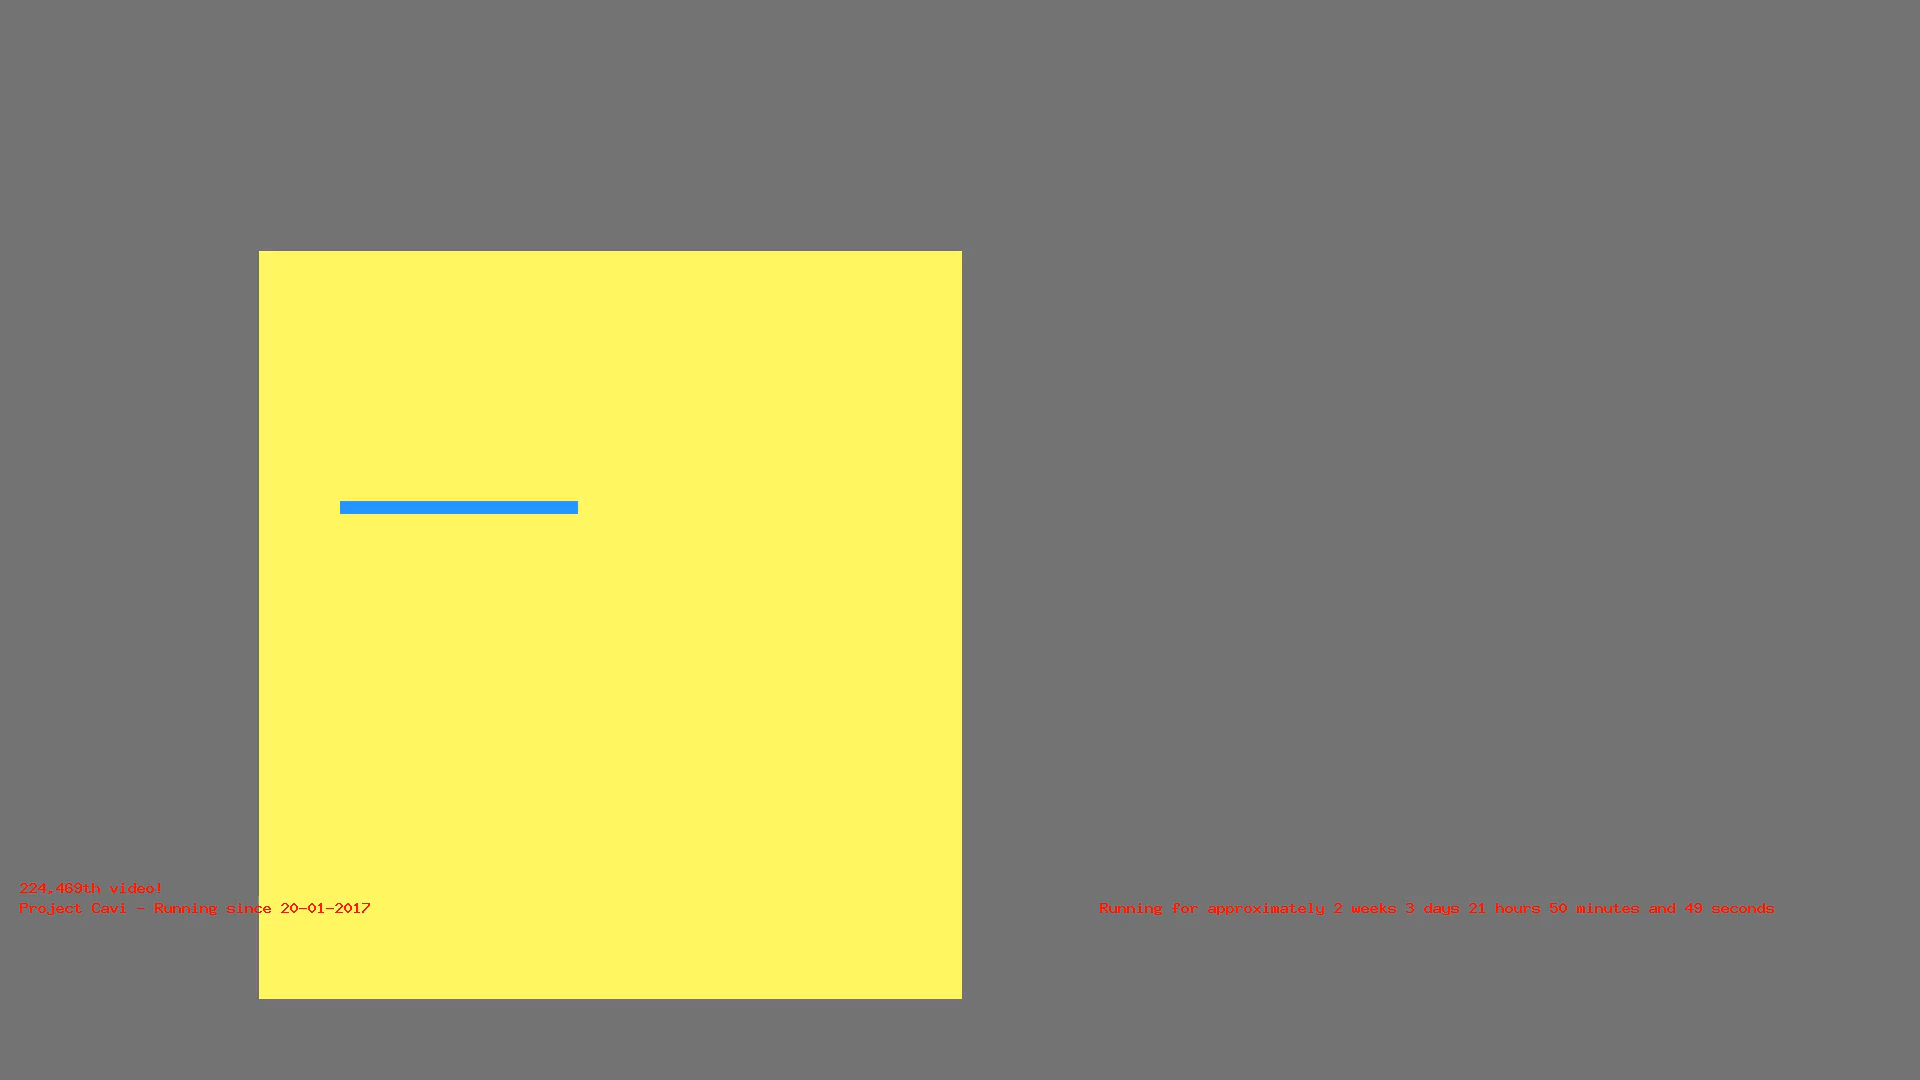 224.469th video!
Project Cavi - Running since 20-01-2017
Running for approximately 2 weeks 3 days 21 hours 50 minutes and 49 seconds